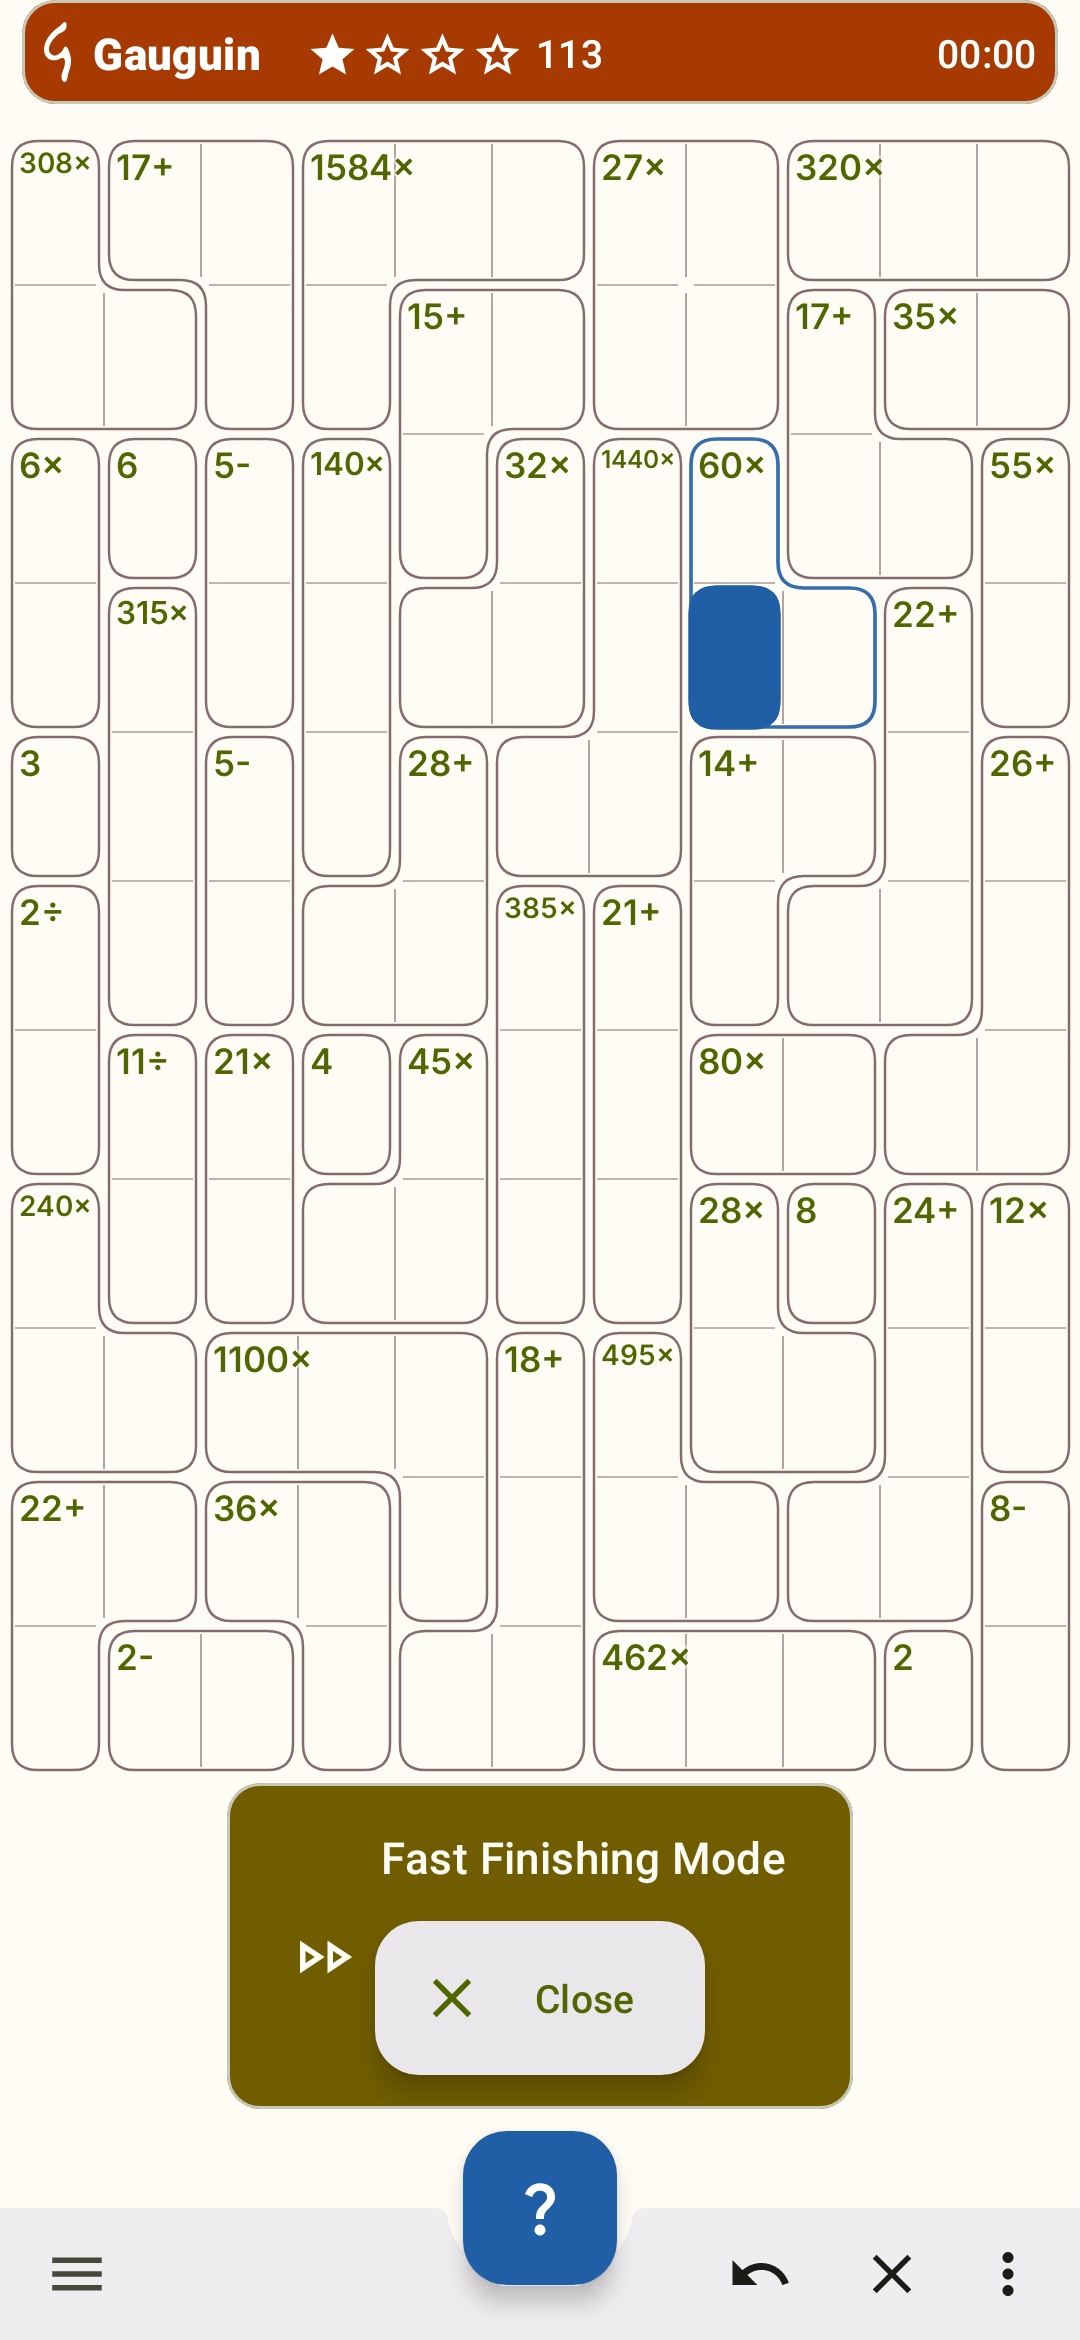 Gauguin 113 00:00
308× 17+ 1584× 27× 320×
15+ 17+ 35×
6× 6 5- 140× 32× 1440× 60× 55×
315× 22+
3 5- 28+ 14+ 26+
2÷ 385× 21+
11÷ 21× 4 45× 80×
240× 28× 8 24+ 12×
1100× 18+ 495×
22+ 36× 8-
2- 462× 2
Fast Finishing Mode
Close
?